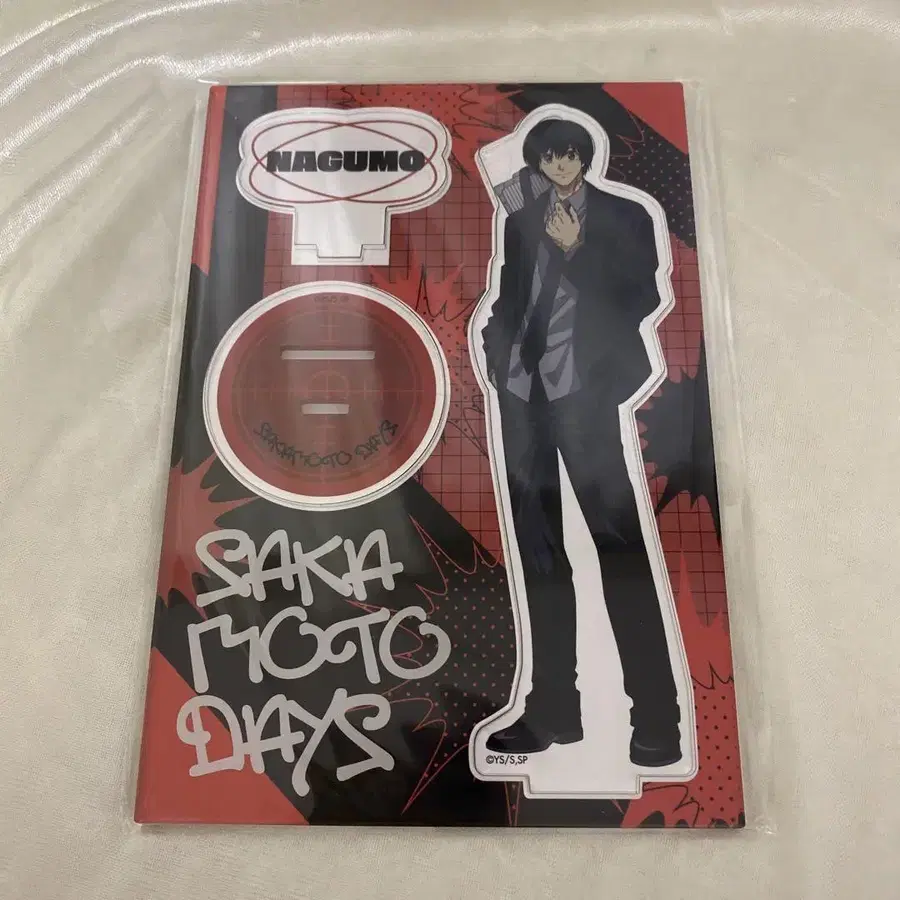 NAGUMO
SAKAMOTO DAYS
SAKA
MOTO
DAYS
©YS/S,SP